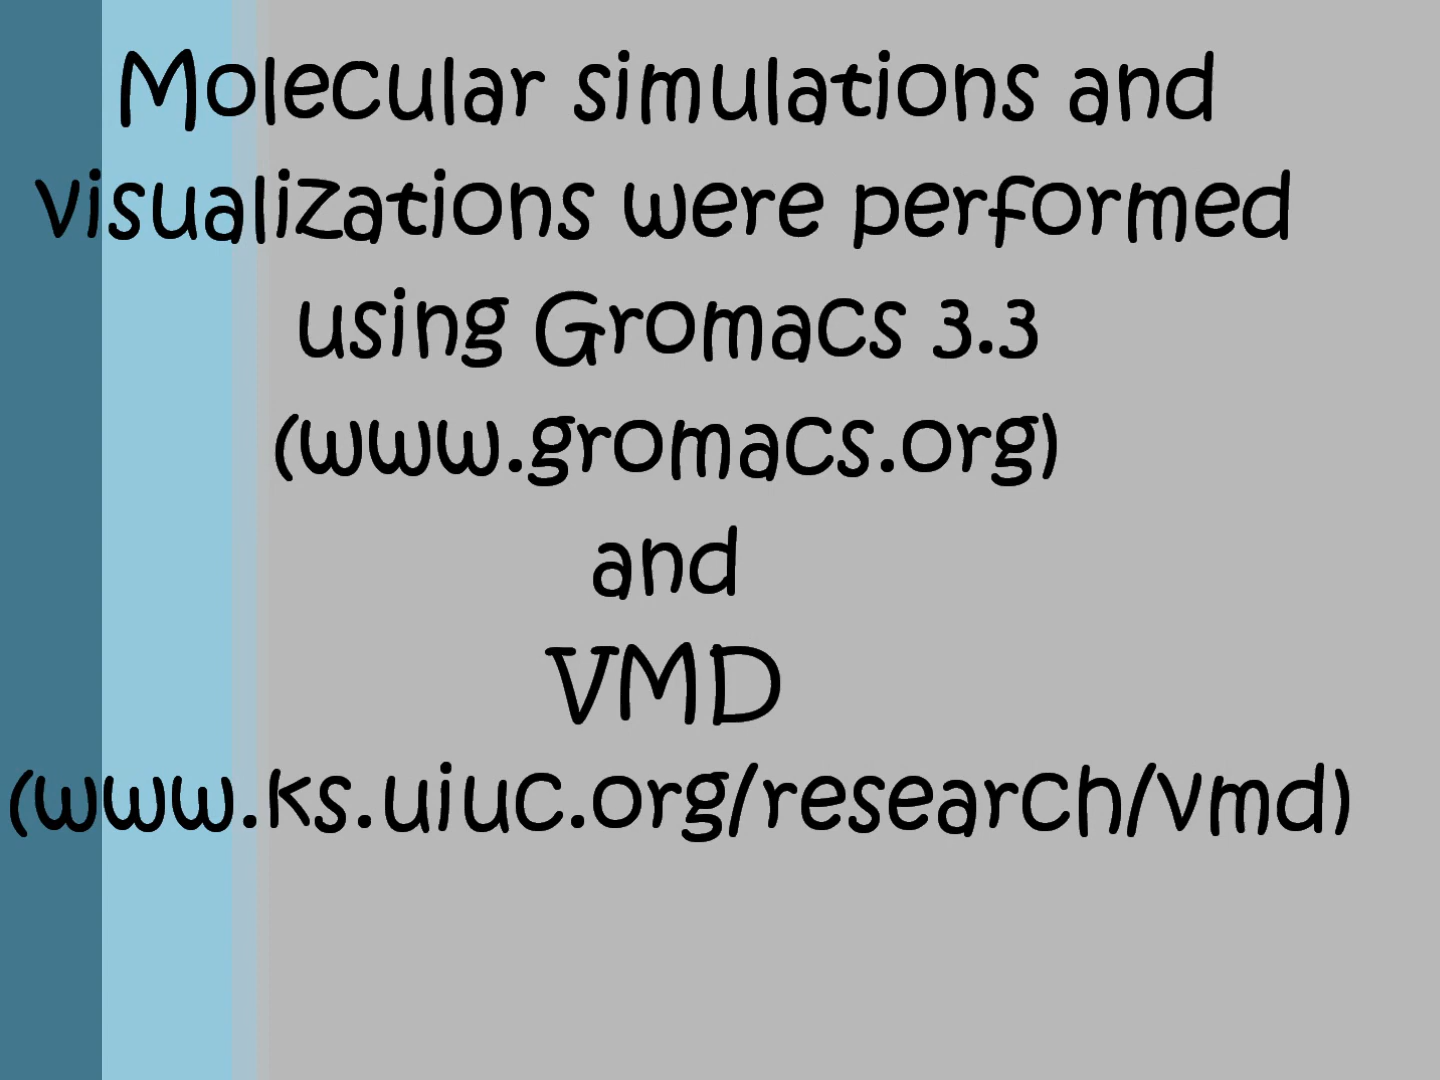 Molecular simulations and
visualizations were performed
using Gromacs 3.3
(www.gromacs.org)
and
VMD
(www.ks.uiuc.org/research/vmd)